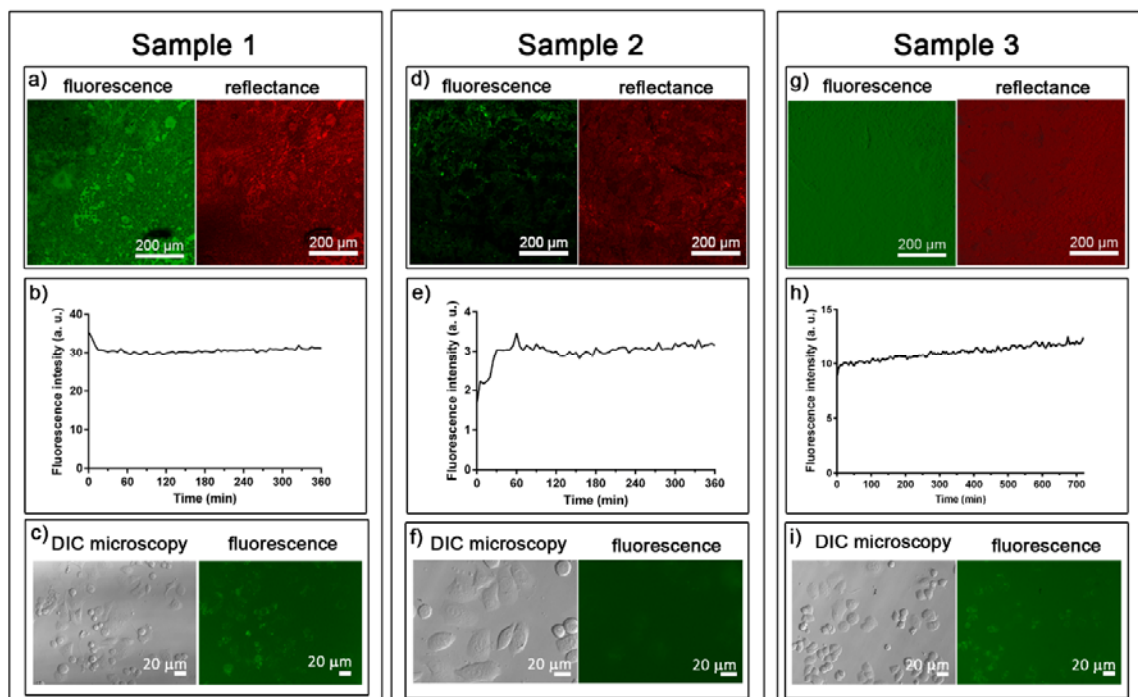 Sample 1
a) fluorescence reflectance
200 µm 200 µm
b)
Fluorescence intesity (a. u.)
40
30
20
10
0
0 60 120 180 240 300 360
Time (min)
c) DIC microscopy fluorescence
20 µm 20 µm
Sample 2
d) fluorescence reflectance
200 µm 200 µm
e)
Fluorescence intensity (a. u.)
4
3
2
1
0
0 60 120 180 240 300 360
Time (min)
f) DIC microscopy fluorescence
20 µm 20 µm
Sample 3
g) fluorescence reflectance
200 µm 200 µm
h)
Fluorescence intensity (a. u.)
15
10
5
0
0 100 200 300 400 500 600 700
Time (min)
i) DIC microscopy fluorescence
20 µm 20 µm